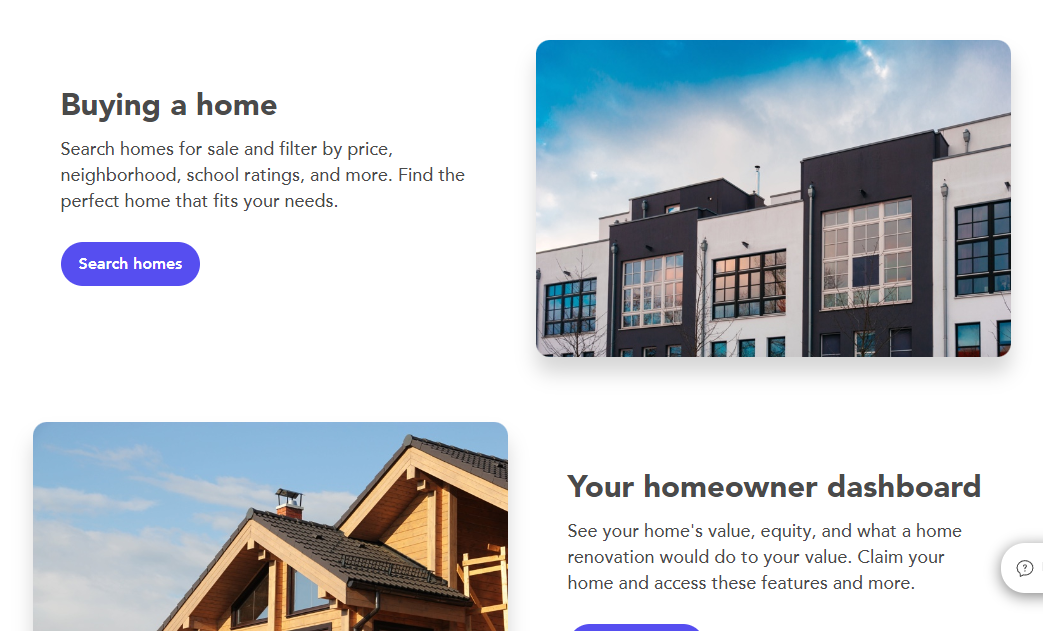 Buying a home
Search homes for sale and filter by price,
neighborhood, school ratings, and more. Find the
perfect home that fits your needs.
Search homes
Your homeowner dashboard
See your home's value, equity, and what a home
renovation would do to your value. Claim your
home and access these features and more.